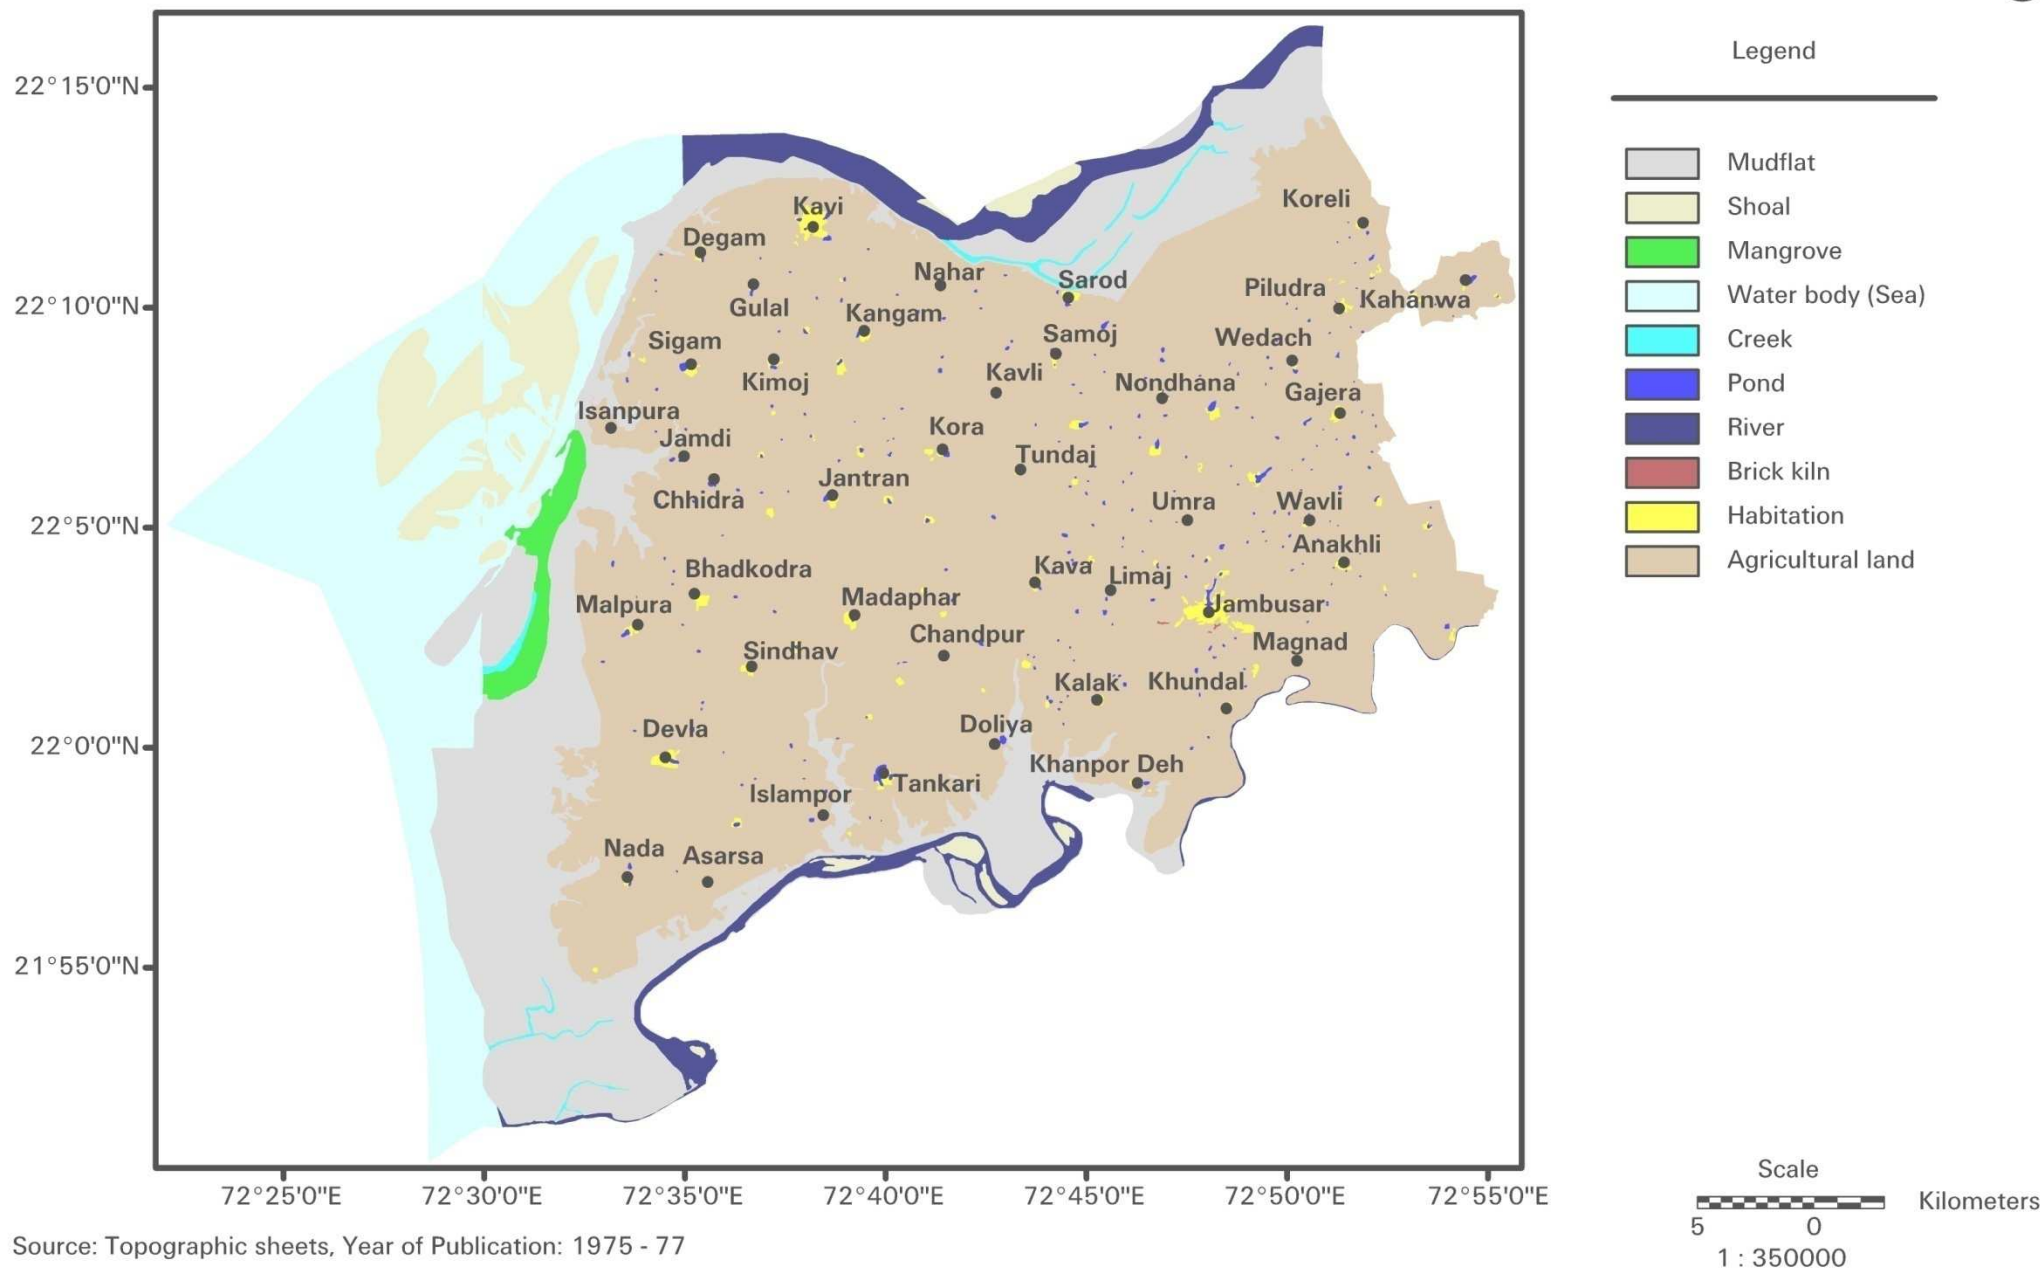 Legend
Mudflat
Shoal
Mangrove
Water body (Sea)
Creek
Pond
River
Brick kiln
Habitation
Agricultural land
22°15'0"N
22°10'0"N
22°5'0"N
22°0'0"N
21°55'0"N
Kavi
Koreli
Degam
Nahar
Sarod
Piludra
Kahanwa
Gulal
Kangam
Sigam
Samoj
Wedach
Kimoj
Kavli
Nondhana
Gajera
Isanpura
Jamdi
Kora
Tundaj
Chhidra
Jantran
Umra
Wavli
Anakhli
Bhadkodra
Kava
Limaj
Malpura
Madaphar
Jambusar
Sindhav
Chandpur
Magnad
Kalak
Khundal
Devla
Doliya
Khanpor Deh
Islampor
Tankari
Nada
Asarsa
72°25'0"E
72°30'0"E
72°35'0"E
72°40'0"E
72°45'0"E
72°50'0"E
72°55'0"E
Scale
Kilometers
5 0
1 : 350000
Source: Topographic sheets, Year of Publication: 1975 - 77